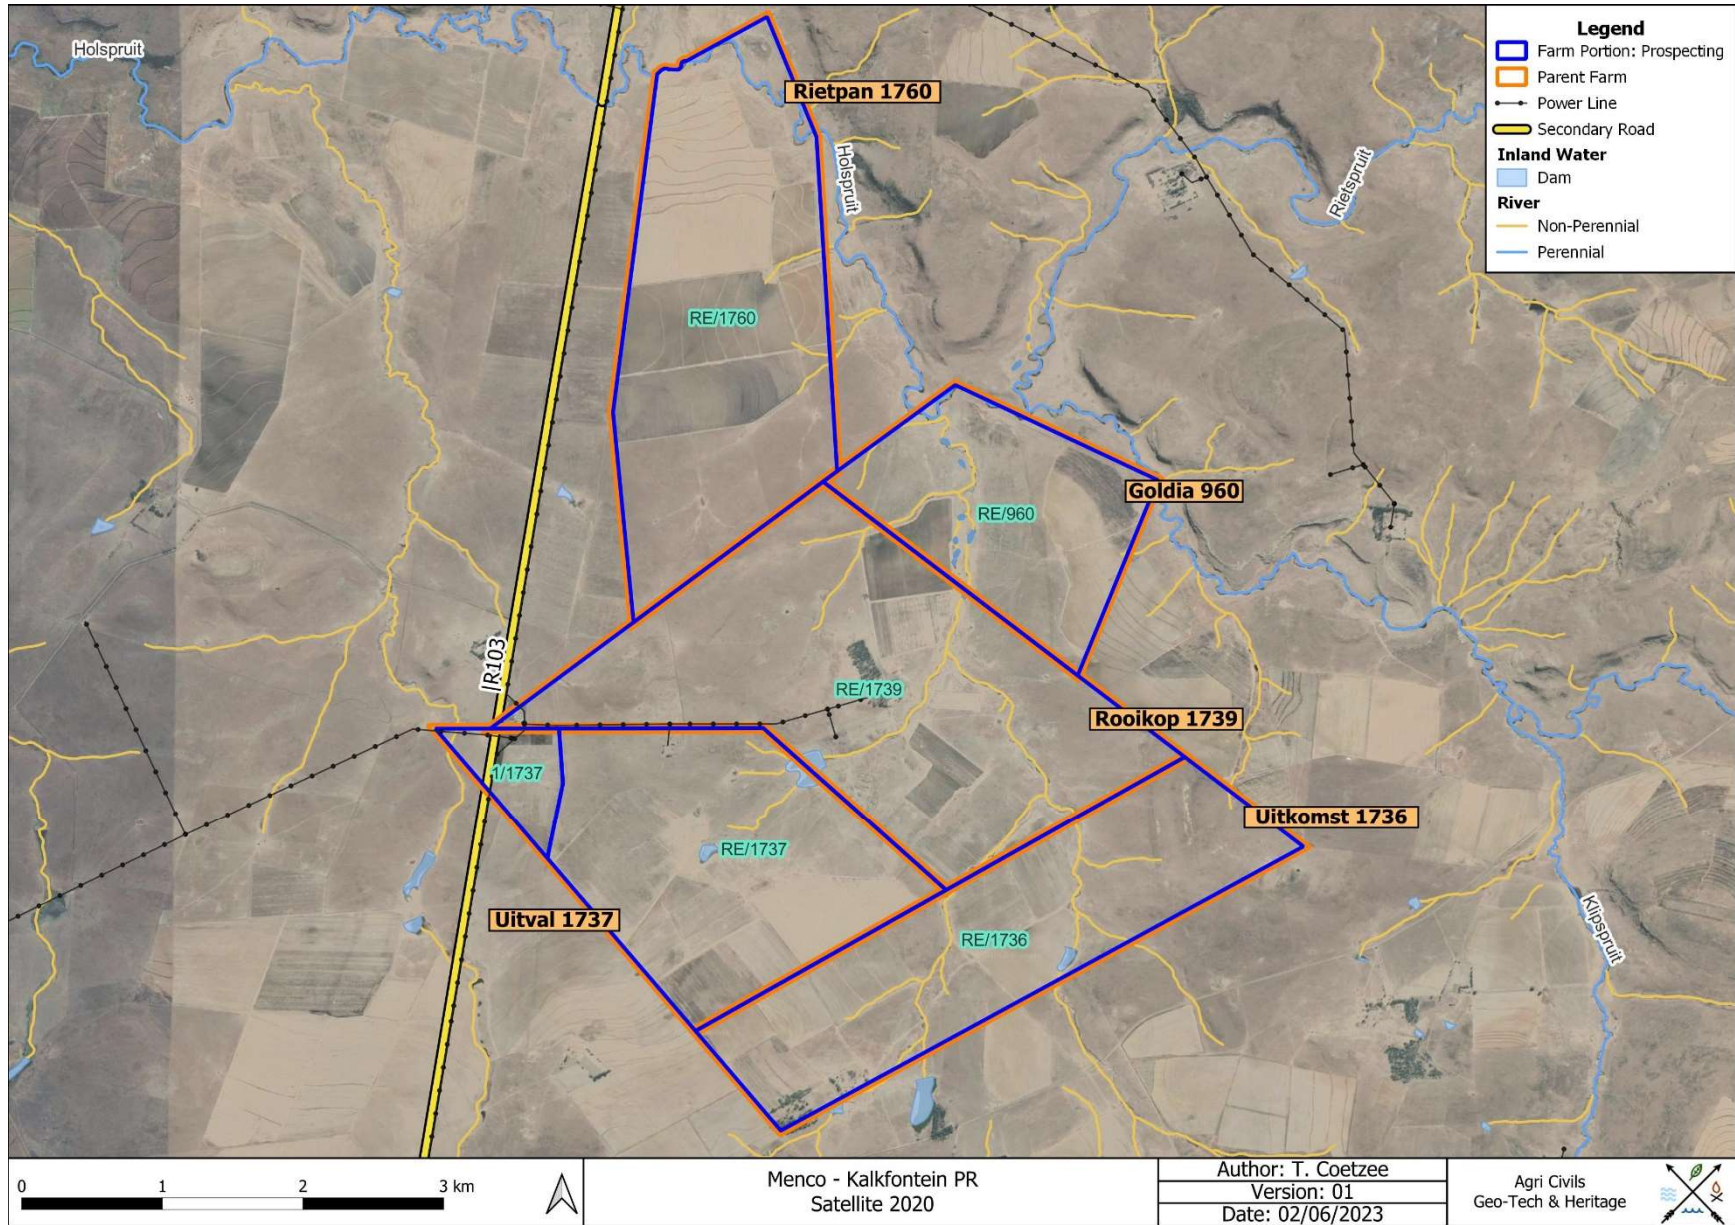 Holspruit
Legend
Farm Portion: Prospecting
Parent Farm
Power Line
Secondary Road
Inland Water
Dam
River
Non-Perennial
Perennial
Rietpan 1760
Holspruit
Rietspruit
RE/1760
Goldia 960
RE/960
|R103
RE/1739
Rooikop 1739
1/1737
Uitkomst 1736
RE/1737
Uitval 1737
RE/1736
Klipspruit
0 1 2 3 km
Menco - Kalkfontein PR
Satellite 2020
Author: T. Coetzee
Version: 01
Date: 02/06/2023
Agri Civils
Geo-Tech & Heritage